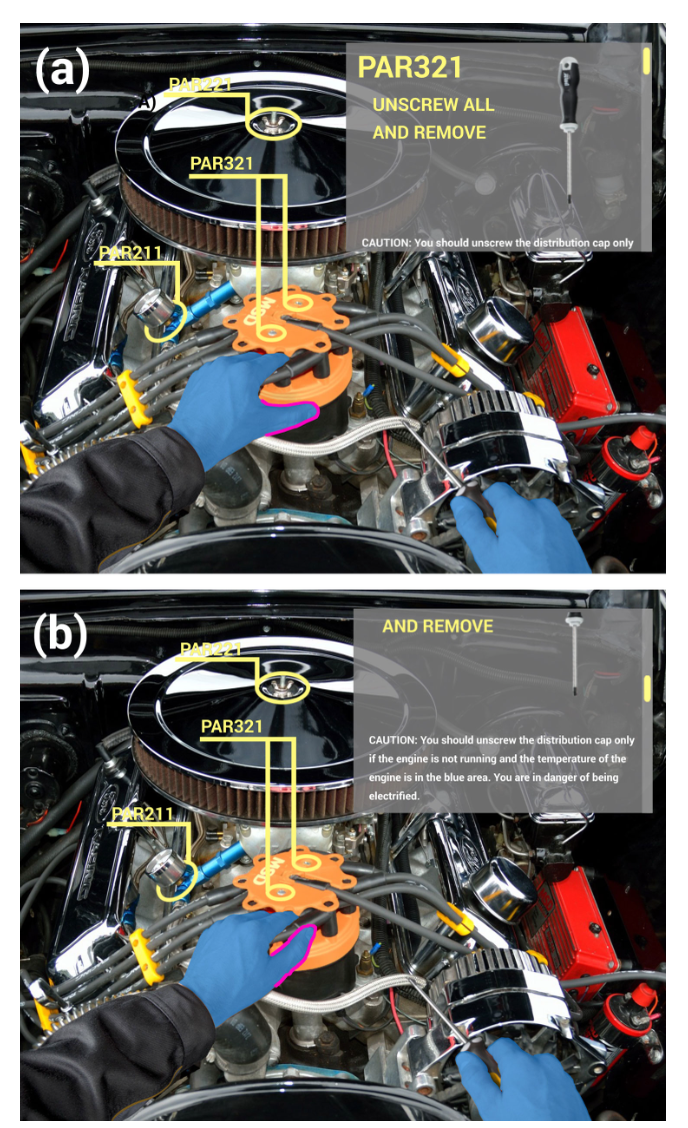 (a)
PAR221
A)
PAR321
UNSCREW ALL
AND REMOVE
PAR321
CAUTION: You should unscrew the distribution cap only
PAR211
MSD
(b)
AND REMOVE
PAR221
PAR321
CAUTION: You should unscrew the distribution cap only
if the engine is not running and the temperature of the
engine is in the blue area. You are in danger of being
electrified.
PAR211
MSD